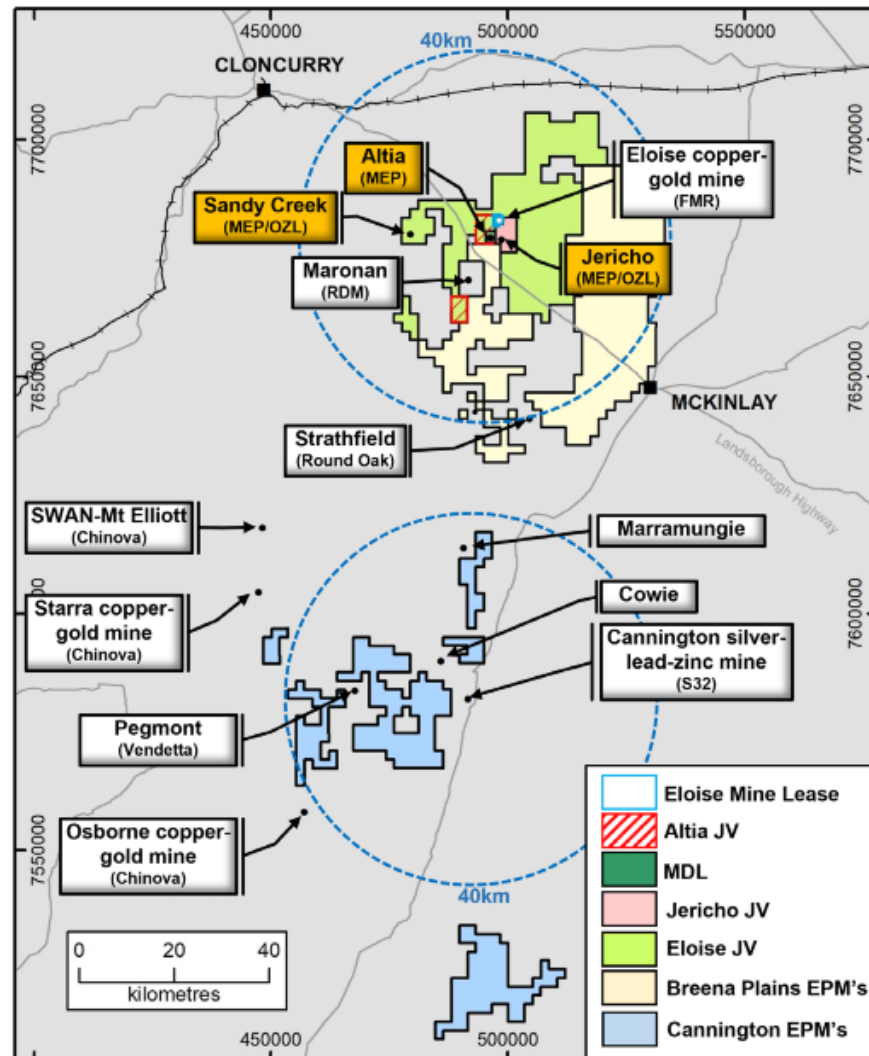 450000
500000
550000
40km
CLONCURRY
7700000
Altia
(MEP)
Eloise copper-
gold mine
(FMR)
Sandy Creek
(MEP/OZL)
Jericho
(MEP/OZL)
Maronan
(RDM)
7650000
MCKINLAY
Strathfield
(Round Oak)
Landsborough Highway
SWAN-Mt Elliott
(Chinova)
Marramungie
Starra copper-
gold mine
(Chinova)
Cowie
7600000
Cannington silver-
lead-zinc mine
(S32)
Pegmont
(Vendetta)
Osborne copper-
gold mine
(Chinova)
7550000
40km
0 20 40
kilometres
Eloise Mine Lease
Altia JV
MDL
Jericho JV
Eloise JV
Breena Plains EPM's
Cannington EPM's
450000
500000
7700000
7650000
7600000
7550000